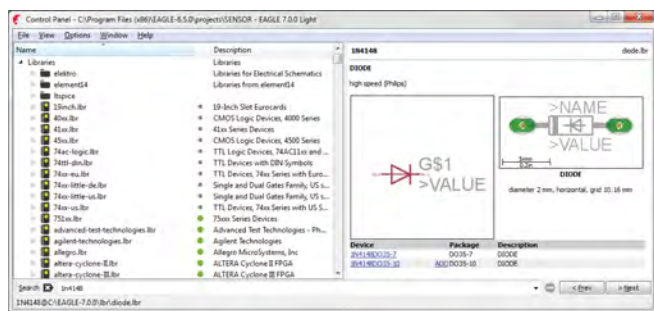 Control Panel - C:\Program Files (x86)\EAGLE-6.5.0\projects\SENSOR - EAGLE 7.0.0 Light
File View Options Window Help
Name Description
Libraries Libraries
elektro Libraries for Electrical Schematics
element14 Libraries from element14
ltspice
19inch.lbr 19-Inch Slot Eurocards
40xx.lbr CMOS Logic Devices, 4000 Series
41xx.lbr 41xx Series Devices
45xx.lbr CMOS Logic Devices, 4500 Series
74ac-logic.lbr TTL Logic Devices, 74AC11xx and ...
74ttl-din.lbr TTL Devices with DIN Symbols
74xx-eu.lbr TTL Devices, 74xx Series with Euro...
74xx-little-de.lbr Single and Dual Gates Family, US s...
74xx-little-us.lbr Single and Dual Gates Family, US s...
74xx-us.lbr TTL Devices, 74xx Series with US S...
751xx.lbr 75xxx Series Devices
advanced-test-technologies.lbr Advanced Test Technologies - Ph...
agilent-technologies.lbr Agilent Technologies
allegro.lbr Allegro MicroSystems, Inc
altera-cyclone-II.lbr ALTERA Cyclone II FPGA
altera-cyclone-III.lbr ALTERA Cyclone III FPGA
1N4148 diode.lbr
DIODE
high speed (Philips)
G$1
>VALUE
>NAME
>VALUE
DIODE
diameter 2 mm, horizontal, grid 10.16 mm
Device Package Description
1N4148DO35-7 DO35-7 DIODE
1N4148DO35-10 ADD DO35-10 DIODE
Search 1N4148 < Prev > Next
1N4148@C:\EAGLE-7.0.0\lbr\diode.lbr